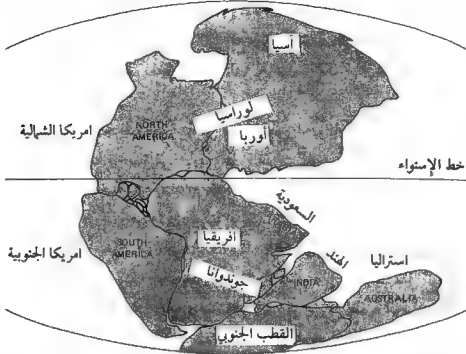 آسيا
لوراسيا
NORTH
AMERICA
امريكا الشمالية
أوربا
خط الإستواء
السعودية
افريقيا
SOUTH
AMERICA
امريكا الجنوبية
الهند
استراليا
جوندوانا
INDIA
AUSTRALIA
القطب الجنوبي